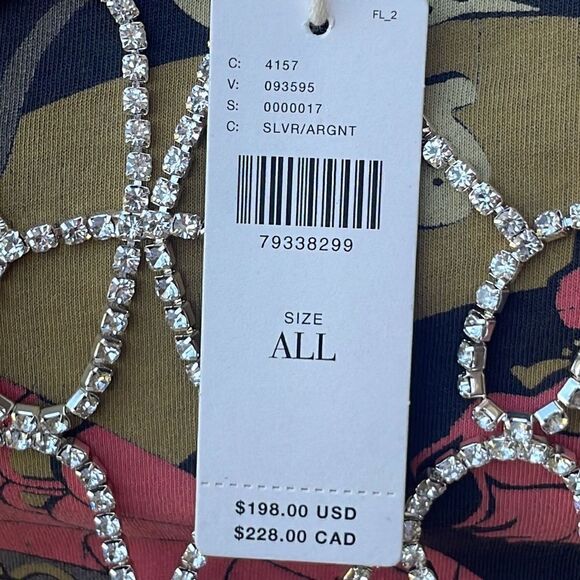 FL_2
C: 4157
V: 093595
S: 0000017
C: SLVR/ARGNT
79338299
SIZE
ALL
$198.00 USD
$228.00 CAD